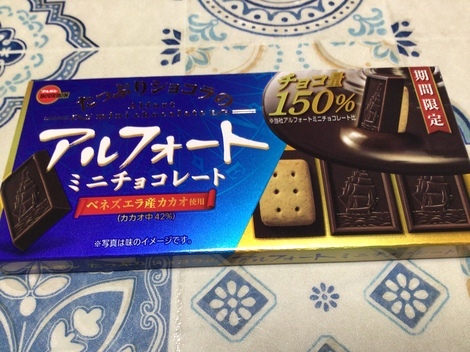 BOURBON
たっぷりショコラの
アルフォート
ミニチョコレート
ベネズエラ産カカオ使用
(カカオ中42%)
※写真は味のイメージです。
チョコ量
150%
※当社アルフォートミニチョコレート比
期間限定